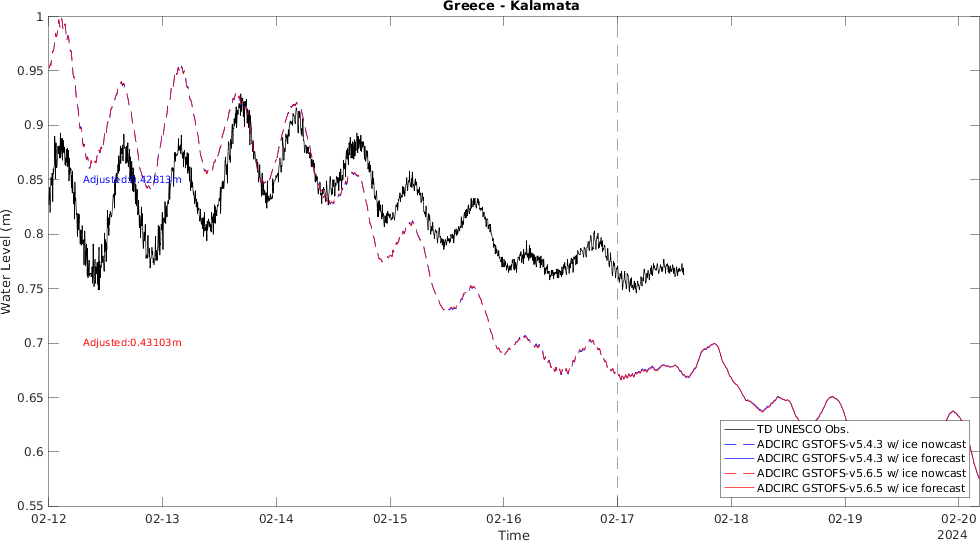 Greece - Kalamata
Water Level (m)
1
0.95
0.9
0.85
0.8
0.75
0.7
0.65
0.6
0.55
Adjusted:0.42813m
Adjusted:0.43103m
TD UNESCO Obs.
ADCIRC GSTOFS-v5.4.3 w/ ice nowcast
ADCIRC GSTOFS-v5.4.3 w/ ice forecast
ADCIRC GSTOFS-v5.6.5 w/ ice nowcast
ADCIRC GSTOFS-v5.6.5 w/ ice forecast
02-12 02-13 02-14 02-15 02-16 02-17 02-18 02-19 02-20
Time
2024